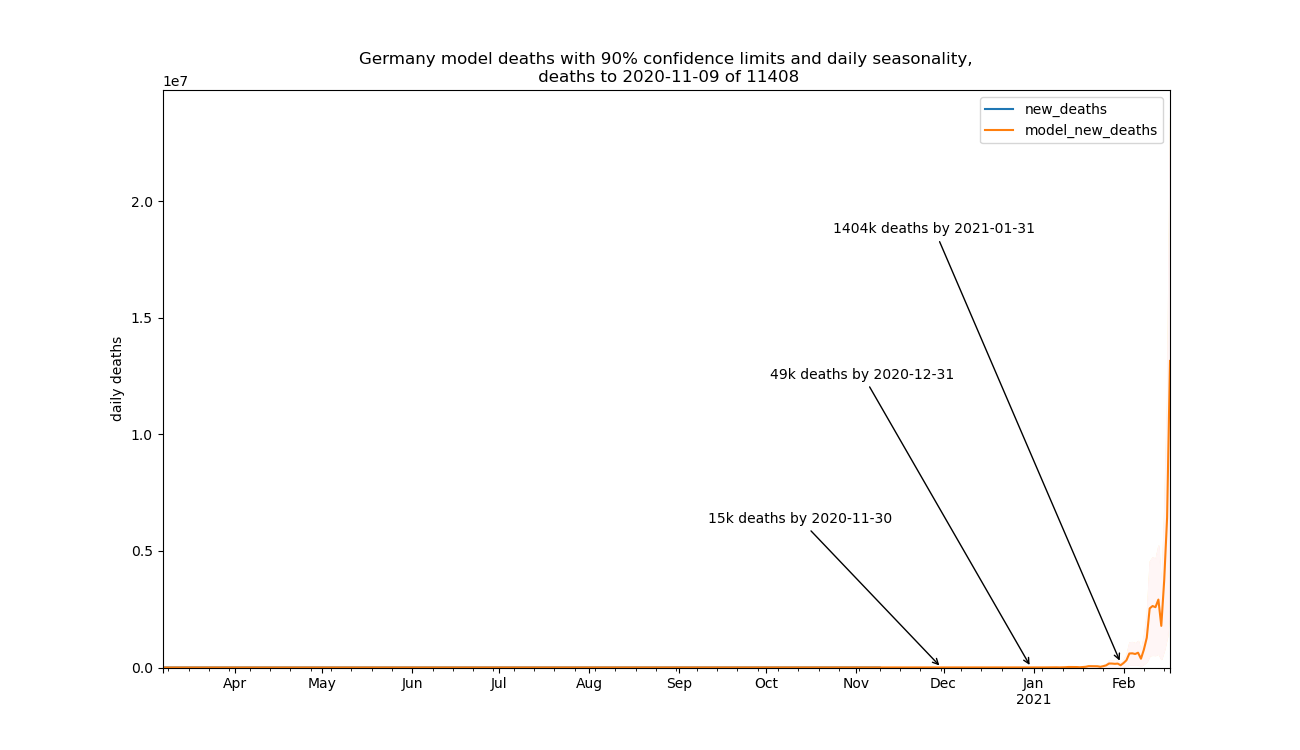 Germany model deaths with 90% confidence limits and daily seasonality,
deaths to 2020-11-09 of 11408
1e7
new_deaths
model_new_deaths
2.0
1404k deaths by 2021-01-31
1.5
49k deaths by 2020-12-31
daily deaths
1.0
15k deaths by 2020-11-30
0.5
0.0
Apr May Jun Jul Aug Sep Oct Nov Dec Jan Feb
2021